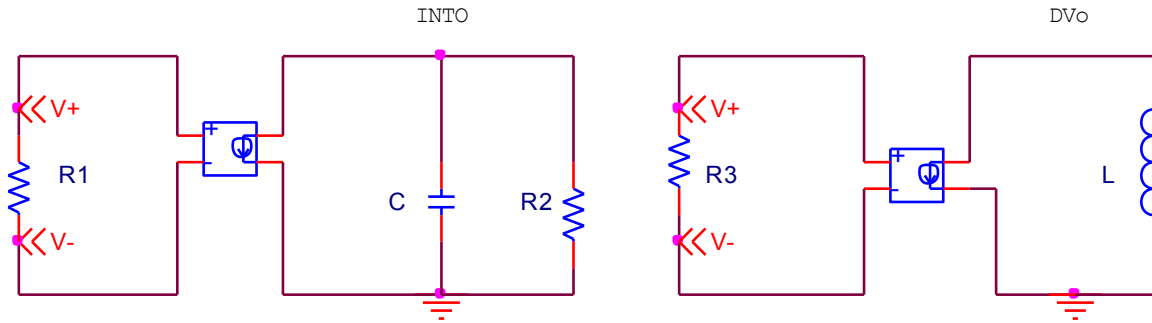 INTO
DVo
V+
V+
+
+
R1
R3
-
-
C
R2
L
V-
V-